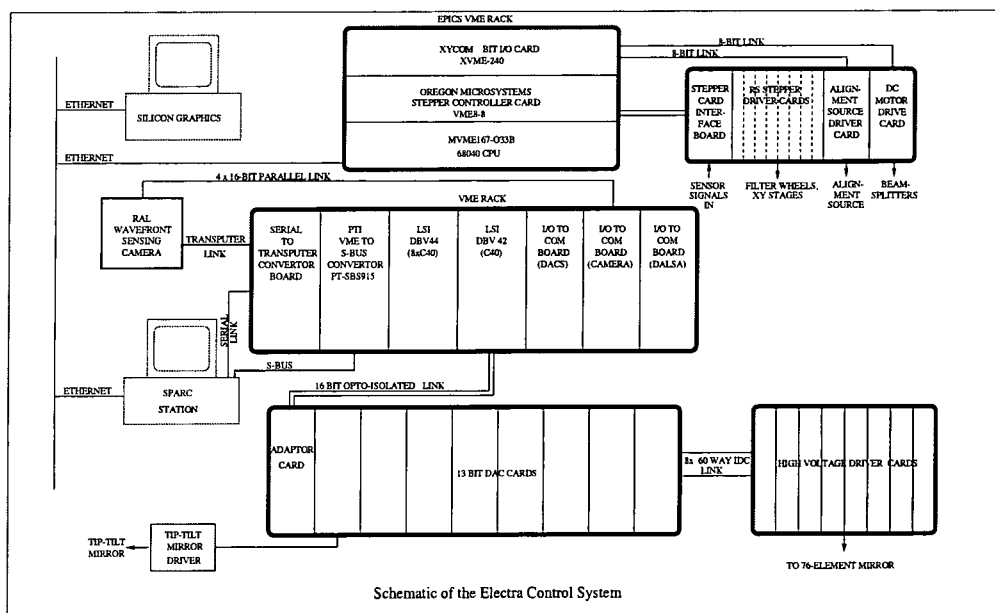 EPICS VME RACK
XYCOM BIT I/O CARD
XVME-240
OREGON MICROSYSTEMS
STEPPER CONTROLLER CARD
VME8-8
MVME167-O33B
68040 CPU
8-BIT LINK
8-BIT LINK
STEPPER
CARD
INTER-
FACE
BOARD
RS STEPPER
DRIVER-CARDS
ALIGN-
MENT
SOURCE
DRIVER
CARD
DC
MOTOR
DRIVE
CARD
SENSOR
SIGNALS
IN
FILTER WHEELS,
XY STAGES
ALIGN-
MENT
SOURCE
BEAM-
SPLITTERS
ETHERNET
SILICON GRAPHICS
ETHERNET
4 x 16-BIT PARALLEL LINK
VME RACK
RAL
WAVEFRONT
SENSING
CAMERA
TRANSPUTER
LINK
SERIAL
TO
TRANSPUTER
CONVERTOR
BOARD
PTI
VME TO
S-BUS
CONVERTOR
PT-SBS915
LSI
DBV44
(8xC40)
LSI
DBV 42
(C40)
I/O TO
COM
BOARD
(DACS)
I/O TO
COM
BOARD
(CAMERA)
I/O TO
COM
BOARD
(DALSA)
SERIAL
LINK
S-BUS
ETHERNET
SPARC
STATION
16 BIT OPTO-ISOLATED LINK
ADAPTOR
CARD
13 BIT DAC CARDS
8x 60 WAY IDC
LINK
HIGH VOLTAGE DRIVER CARDS
TIP-TILT
MIRROR
TIP-TILT
MIRROR
DRIVER
TO 76-ELEMENT MIRROR
Schematic of the Electra Control System